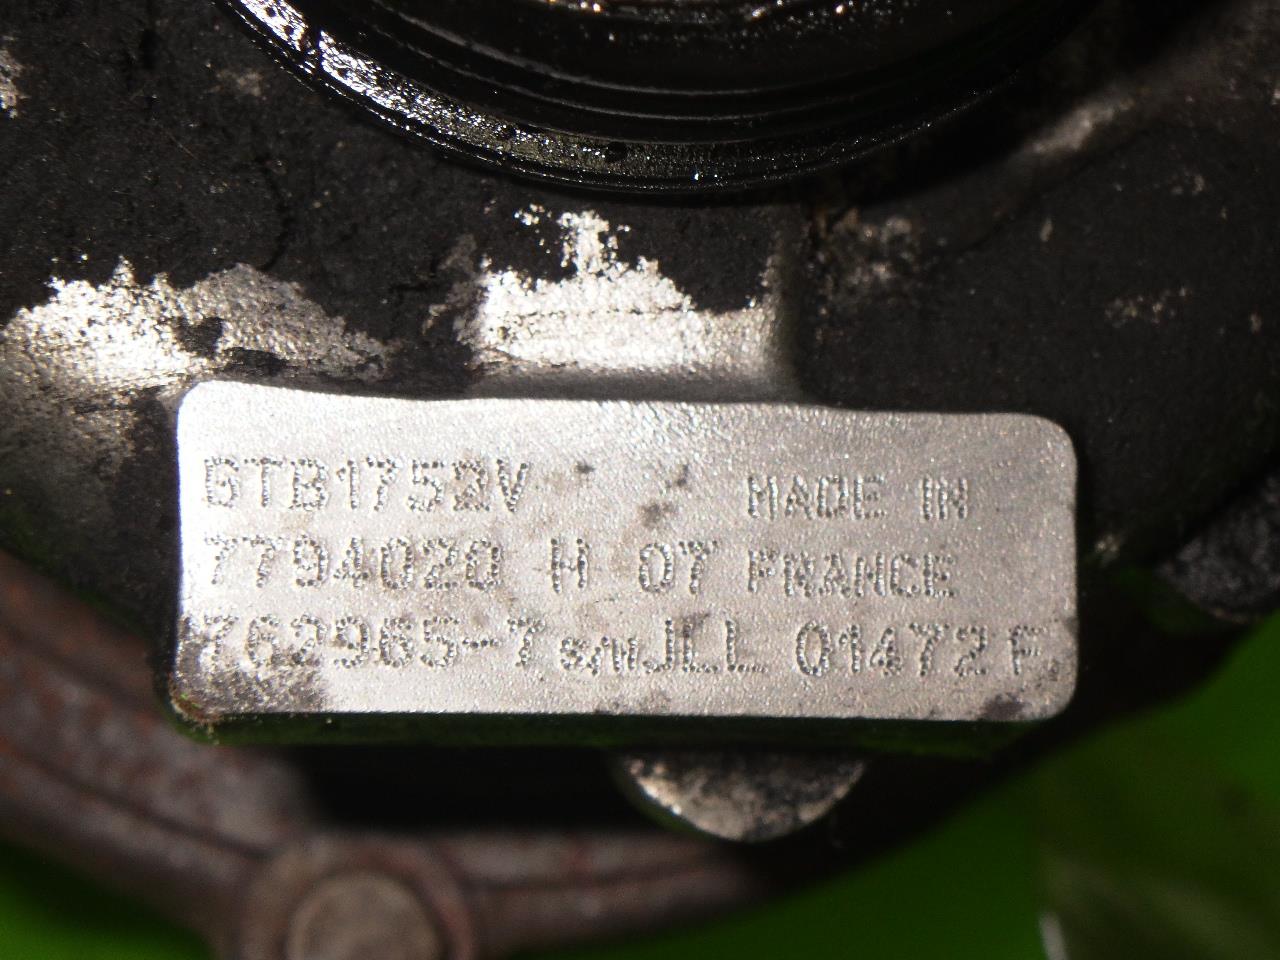 GTB1752V MADE IN
7794020 H 07 FRANCE
762965-7 s/n JLL 01472 F